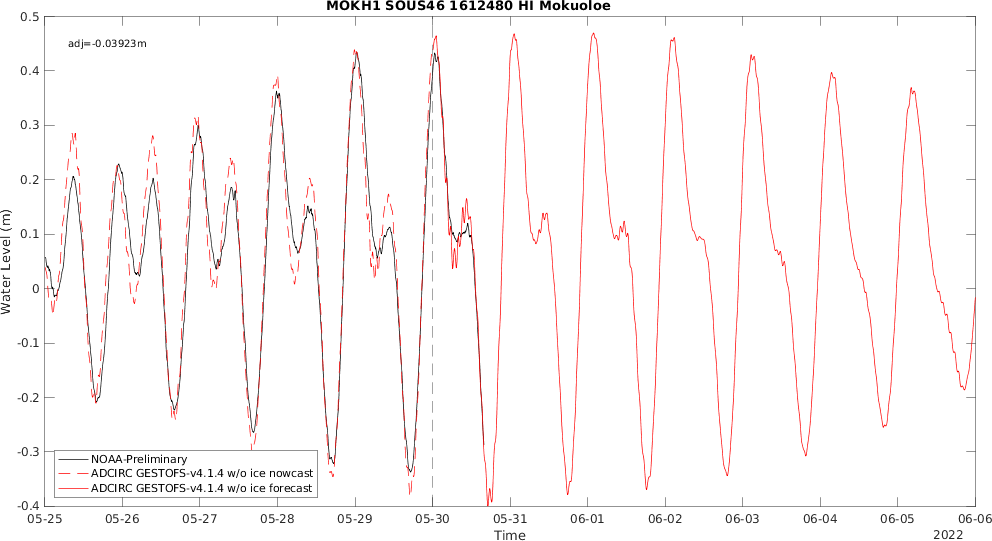 MOKH1 SOUS46 1612480 HI Mokuoloe
adj=-0.03923m
0.5
0.4
0.3
0.2
0.1
0
-0.1
-0.2
-0.3
-0.4
Water Level (m)
NOAA-Preliminary
ADCIRC GESTOFS-v4.1.4 w/o ice nowcast
ADCIRC GESTOFS-v4.1.4 w/o ice forecast
05-25 05-26 05-27 05-28 05-29 05-30 05-31 06-01 06-02 06-03 06-04 06-05 06-06
Time
2022